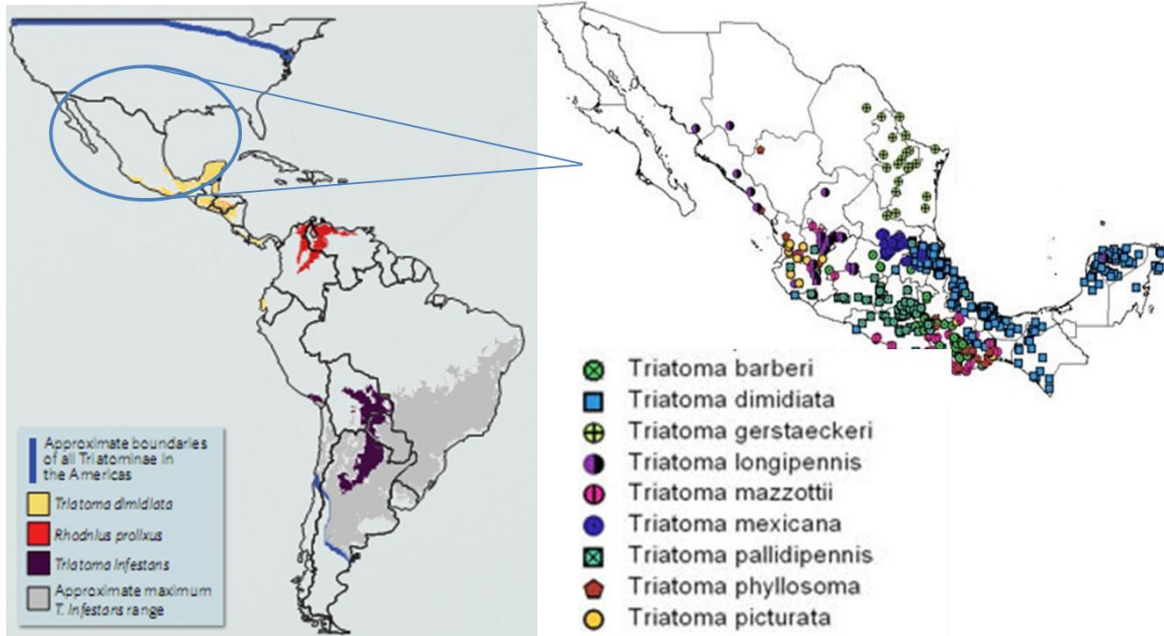 Approximate boundaries
of all Triatominae in
the Americas
Triatoma dimidiata
Rhodnius prolixus
Triatoma infestans
Approximate maximum
T. Infestans range
Triatoma barberi
Triatoma dimidiata
Triatoma gerstaeckeri
Triatoma longipennis
Triatoma mazzottii
Triatoma mexicana
Triatoma pallidipennis
Triatoma phyllosoma
Triatoma picturata